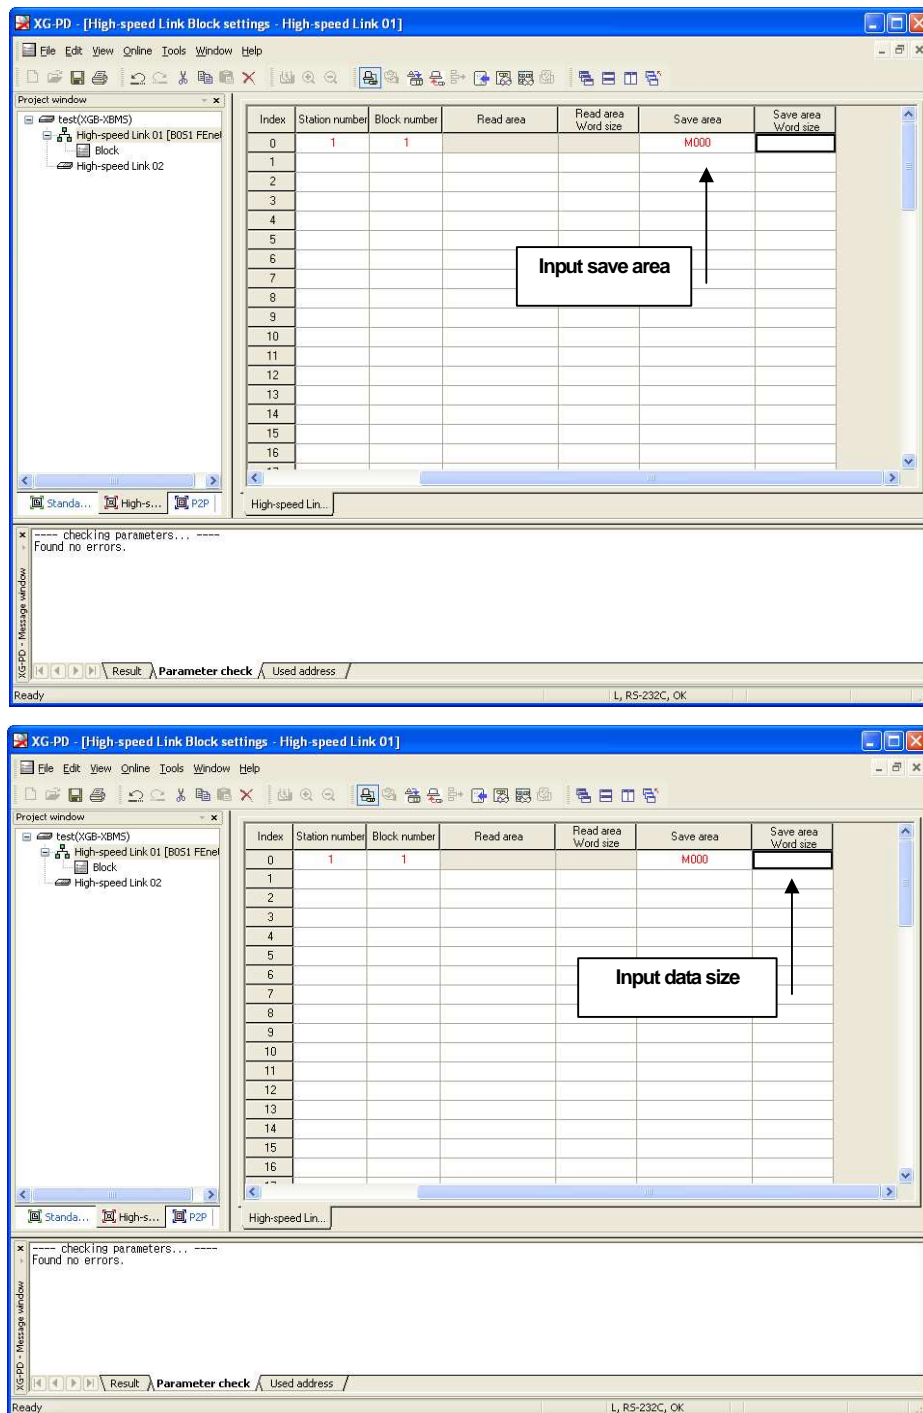 XG-PD - [High-speed Link Block settings - High-speed Link 01]
File Edit View Online Tools Window Help
Project window
test(XGB-XBMS)
High-speed Link 01 [B0S1 FEnet
Block
High-speed Link 02
Index Station number Block number Read area Read area Word size Save area Save area Word size
0 1 1 M000
1
2
3
4
5
6
7
8
9
10
11
12
13
14
15
16
Input save area
Standa... High-s... P2P
High-speed Lin...
---- checking parameters... ----
Found no errors.
XG-PD - Message window
Result Parameter check Used address
Ready L, RS-232C, OK
XG-PD - [High-speed Link Block settings - High-speed Link 01]
File Edit View Online Tools Window Help
Project window
test(XGB-XBMS)
High-speed Link 01 [B0S1 FEnet
Block
High-speed Link 02
Index Station number Block number Read area Read area Word size Save area Save area Word size
0 1 1 M000
1
2
3
4
5
6
7
8
9
10
11
12
13
14
15
16
Input data size
Standa... High-s... P2P
High-speed Lin...
---- checking parameters... ----
Found no errors.
XG-PD - Message window
Result Parameter check Used address
Ready L, RS-232C, OK